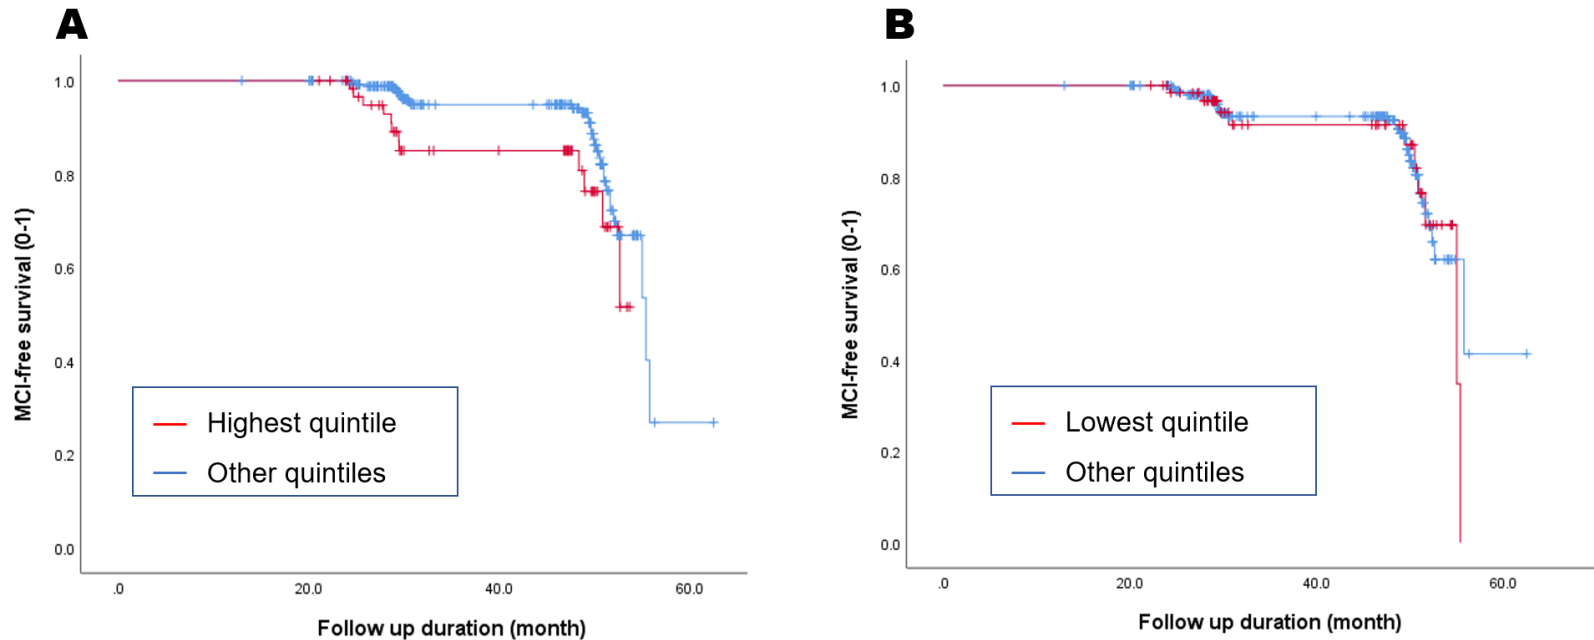 A
MCI-free survival (0-1)
1.0
0.8
0.6
0.4
0.2
0.0
Highest quintile
Other quintiles
.0 20.0 40.0 60.0
Follow up duration (month)
B
MCI-free survival (0-1)
1.0
0.8
0.6
0.4
0.2
0.0
Lowest quintile
Other quintiles
.0 20.0 40.0 60.0
Follow up duration (month)